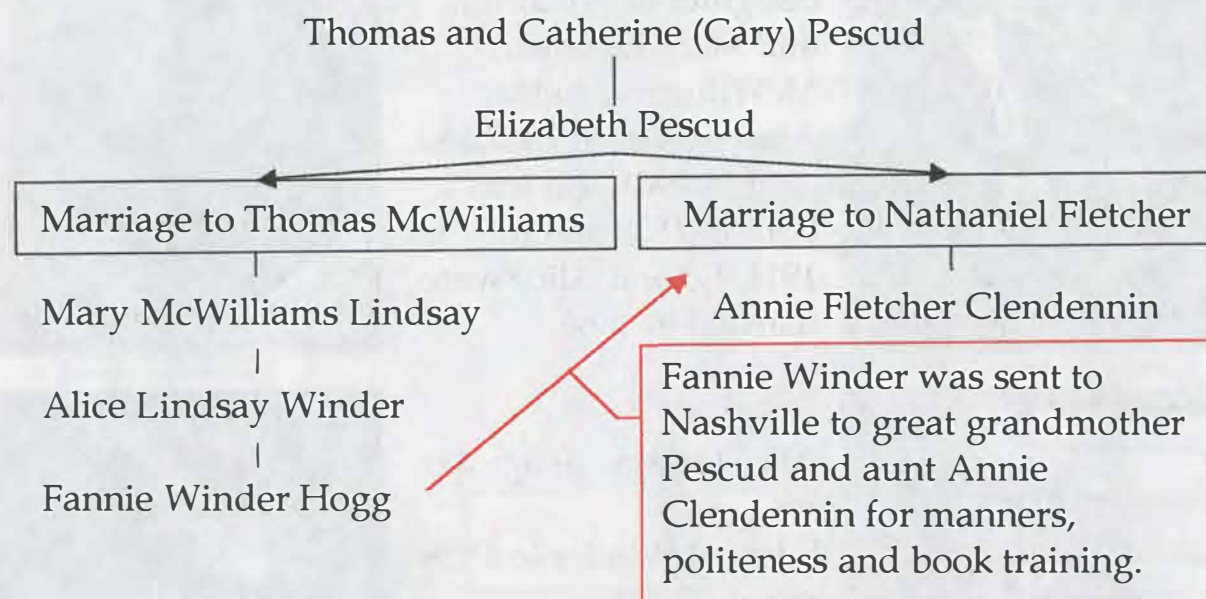 Thomas and Catherine (Cary) Pescud
Elizabeth Pescud
Marriage to Thomas McWilliams
Marriage to Nathaniel Fletcher
Mary McWilliams Lindsay
Annie Fletcher Clendennin
Alice Lindsay Winder
Fannie Winder Hogg
Fannie Winder was sent to
Nashville to great grandmother
Pescud and aunt Annie
Clendennin for manners,
politeness and book training.